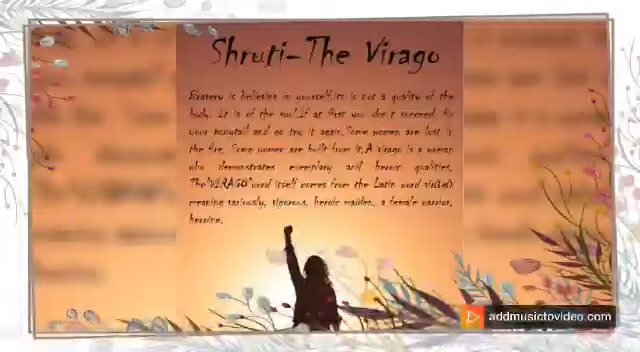 Shruti-The Virago
Bravery is believing in yourself.its is not a quality of the
body. It is of the soul.If at first you don't succeed, fix
your ponytail and go try it again.Some women are lost in
the fire. Some women are built from it.A virago is a woman
who demonstrates exemplary and heroic qualities.
The"VIRAGO"word itself comes from the Latin word
meaning variously, vigorous, heroic maiden, a female warrior,
heroine.
addmusictovideo.com